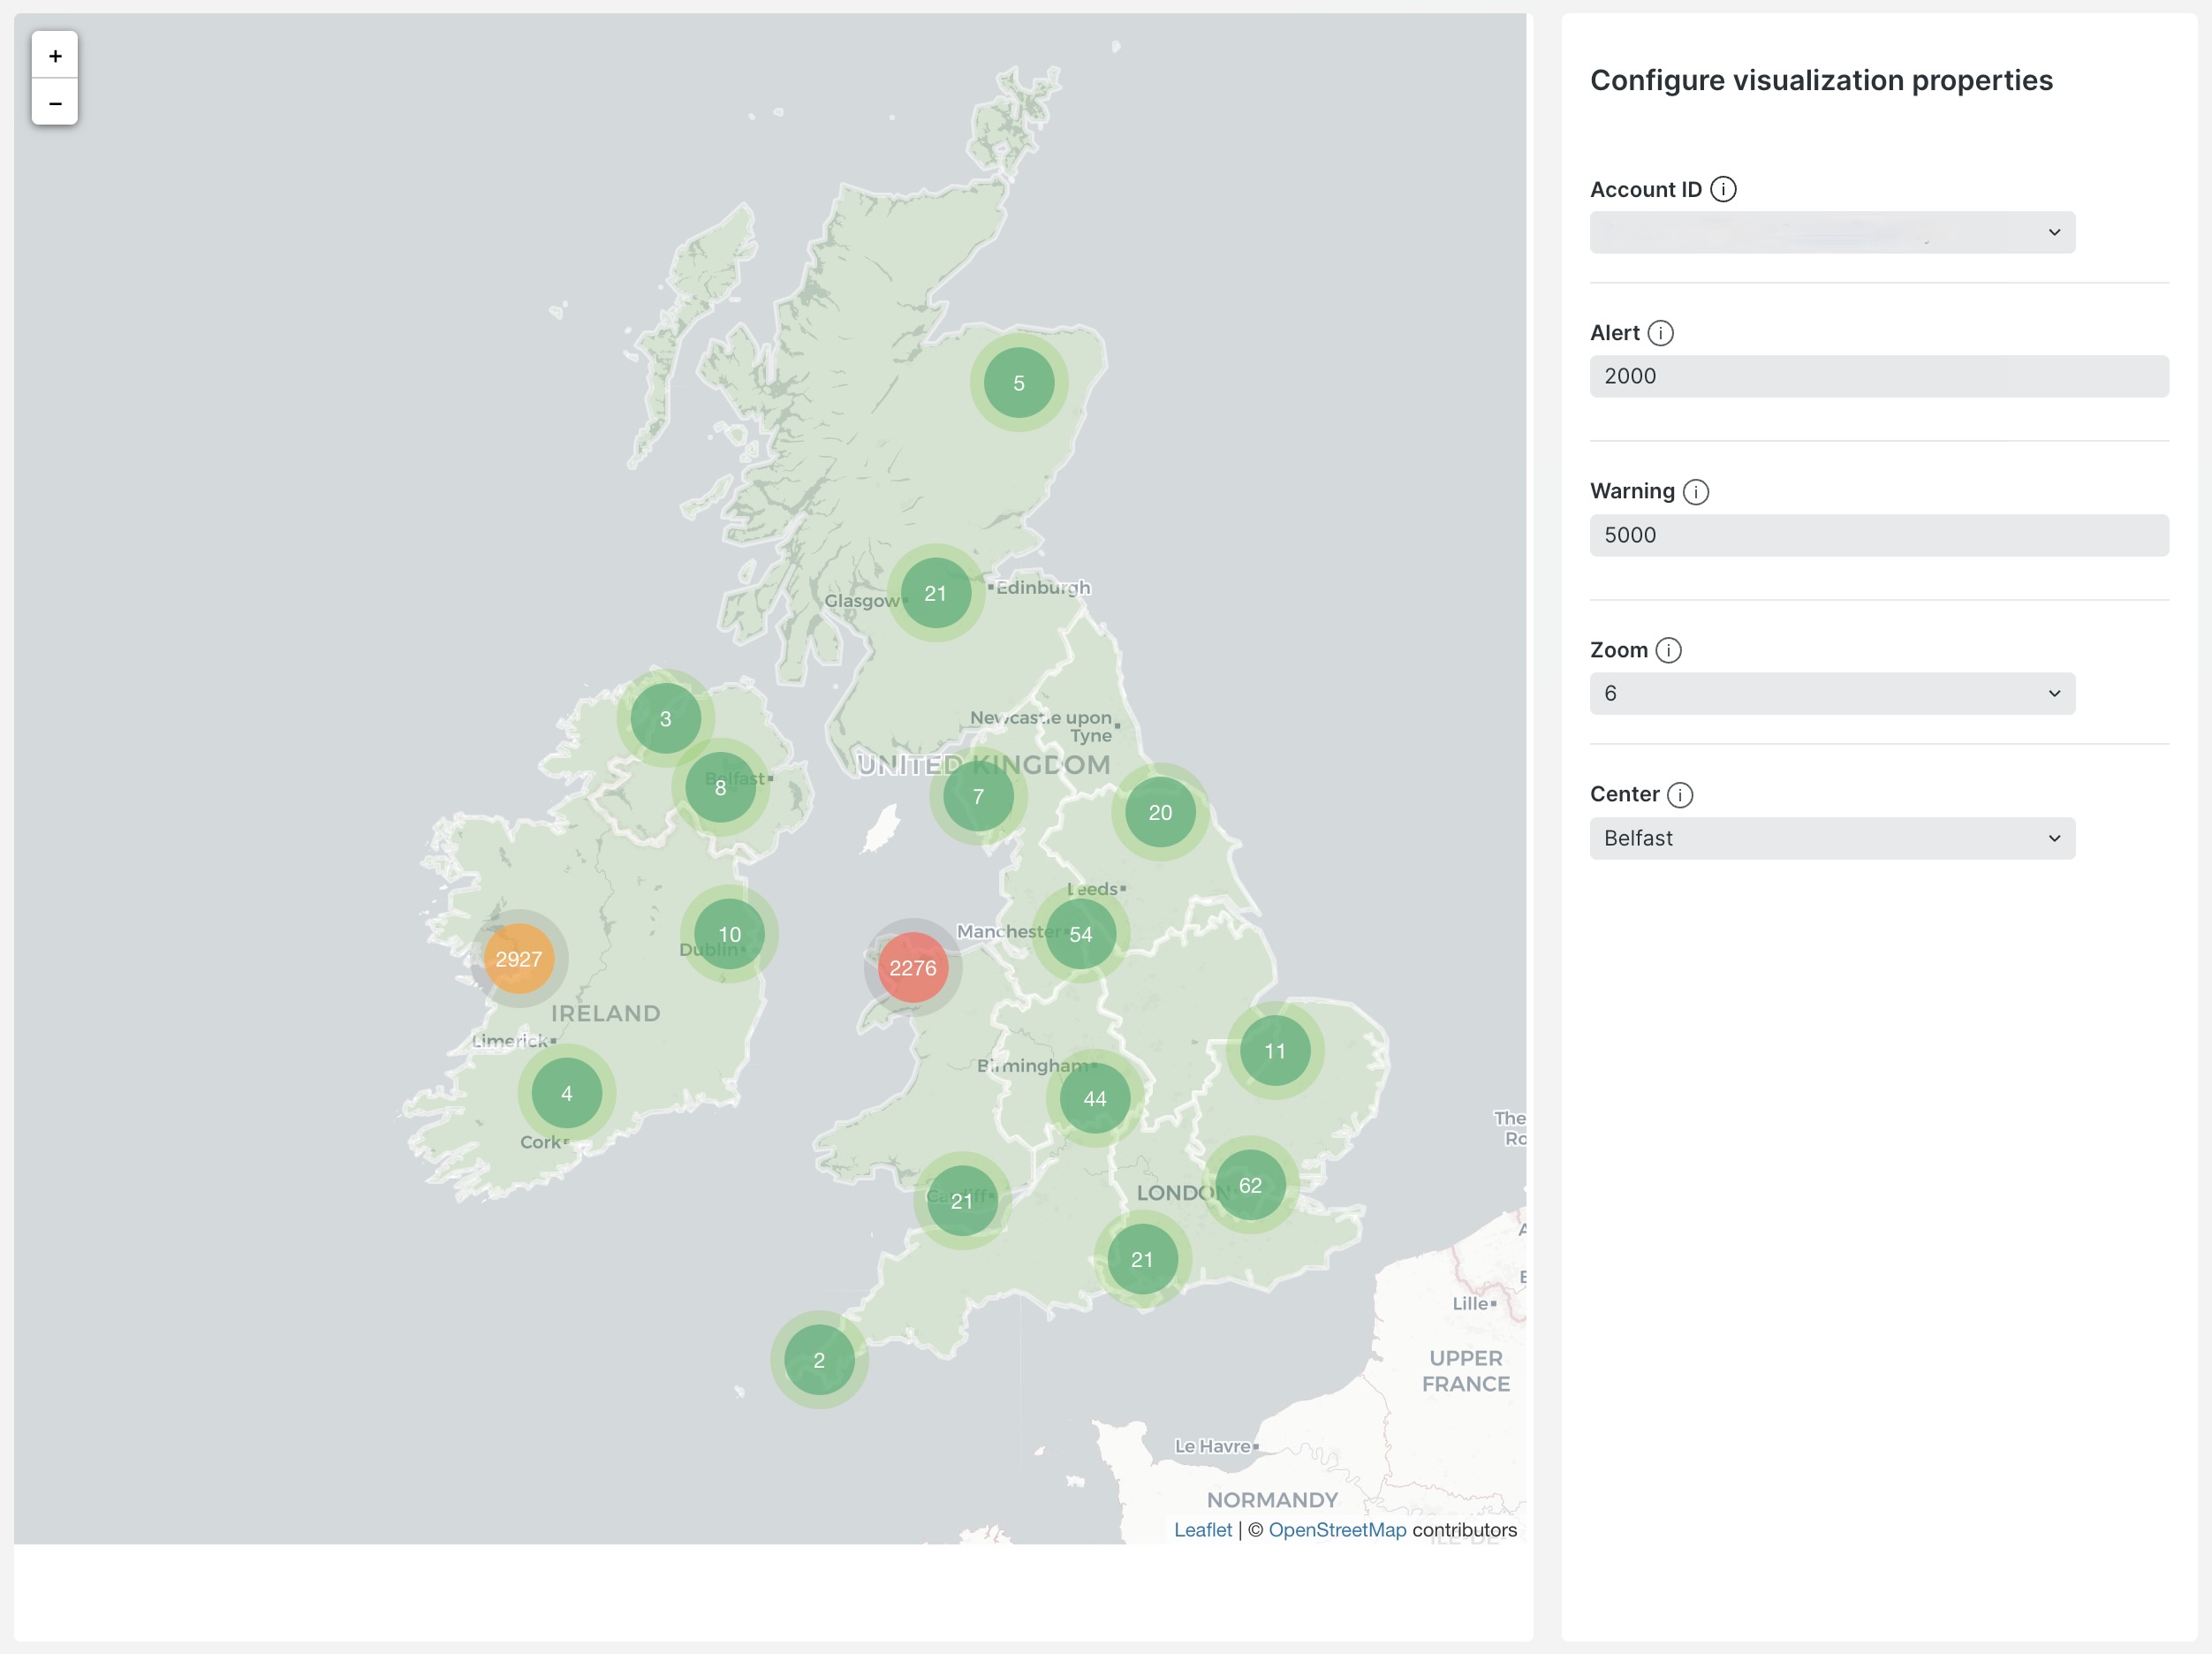 +
−
5
Edinburgh
21
Glasgow
3
Newcastle upon
Tyne
UNITED KINGDOM
Belfast
8
7
20
Leeds
Manchester
10
54
Dublin
2927
2276
IRELAND
Limerick
11
Birmingham
4
44
Cork
The
Ro
62
LONDON
Cardiff
21
21
Lille
2
UPPER
FRANCE
Le Havre
NORMANDY
Leaflet | © OpenStreetMap contributors
Configure visualization properties
Account ID
Alert
2000
Warning
5000
Zoom
6
Center
Belfast